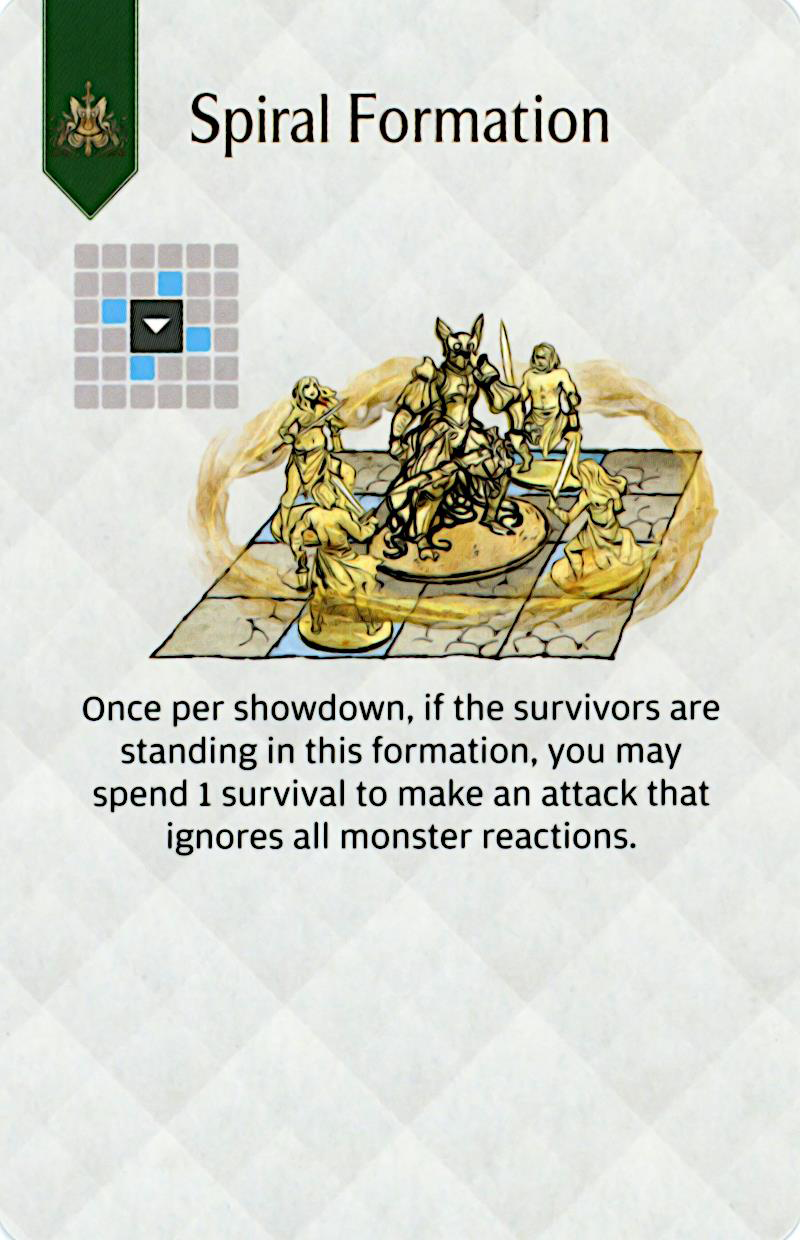 Spiral Formation
Once per showdown, if the survivors are
standing in this formation, you may
spend 1 survival to make an attack that
ignores all monster reactions.